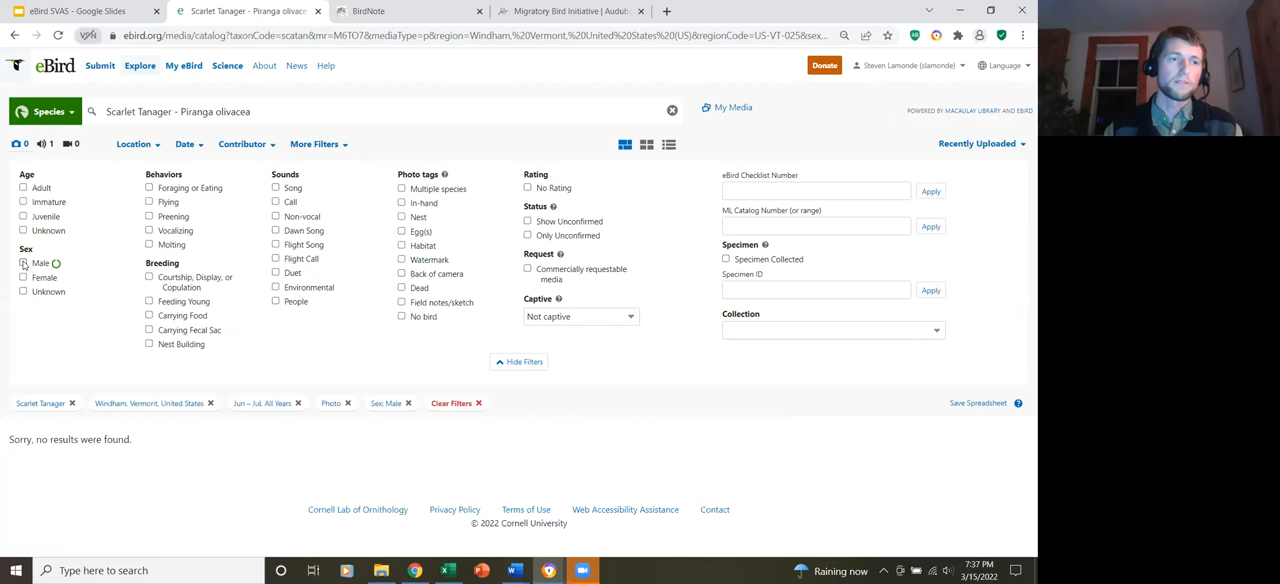 eBird SVAS - Google Slides
Scarlet Tanager - Piranga olivace
BirdNote
Migratory Bird Initiative | Audub
VPN
ebird.org/media/catalog?taxonCode=scatan&mr=M6TO7&mediaType=p&region=Windham,%20Vermont,%20United%20States%20(US)&regionCode=US-VT-025&sex...
eBird Submit Explore My eBird Science About News Help
Donate Steven Lamonde (slamonde) Language
Species Scarlet Tanager - Piranga olivacea
My Media
POWERED BY MACAULAY LIBRARY AND EBIRD
0 1 0 Location Date Contributor More Filters
Recently Uploaded
Age
Adult
Immature
Juvenile
Unknown
Sex
Male
Female
Unknown
Behaviors
Foraging or Eating
Flying
Preening
Vocalizing
Molting
Breeding
Courtship, Display, or
Copulation
Feeding Young
Carrying Food
Carrying Fecal Sac
Nest Building
Sounds
Song
Call
Non-vocal
Dawn Song
Flight Song
Flight Call
Duet
Environmental
People
Photo tags
Multiple species
In-hand
Nest
Egg(s)
Habitat
Watermark
Back of camera
Dead
Field notes/sketch
No bird
Rating
No Rating
Status
Show Unconfirmed
Only Unconfirmed
Request
Commercially requestable
media
Captive
Not captive
eBird Checklist Number
Apply
ML Catalog Number (or range)
Apply
Specimen
Specimen Collected
Specimen ID
Apply
Collection
Hide Filters
Scarlet Tanager Windham, Vermont, United States Jun – Jul, All Years Photo Sex: Male Clear Filters
Save Spreadsheet
Sorry, no results were found.
Cornell Lab of Ornithology Privacy Policy Terms of Use Web Accessibility Assistance Contact
© 2022 Cornell University
Type here to search
Raining now
7:37 PM
3/15/2022